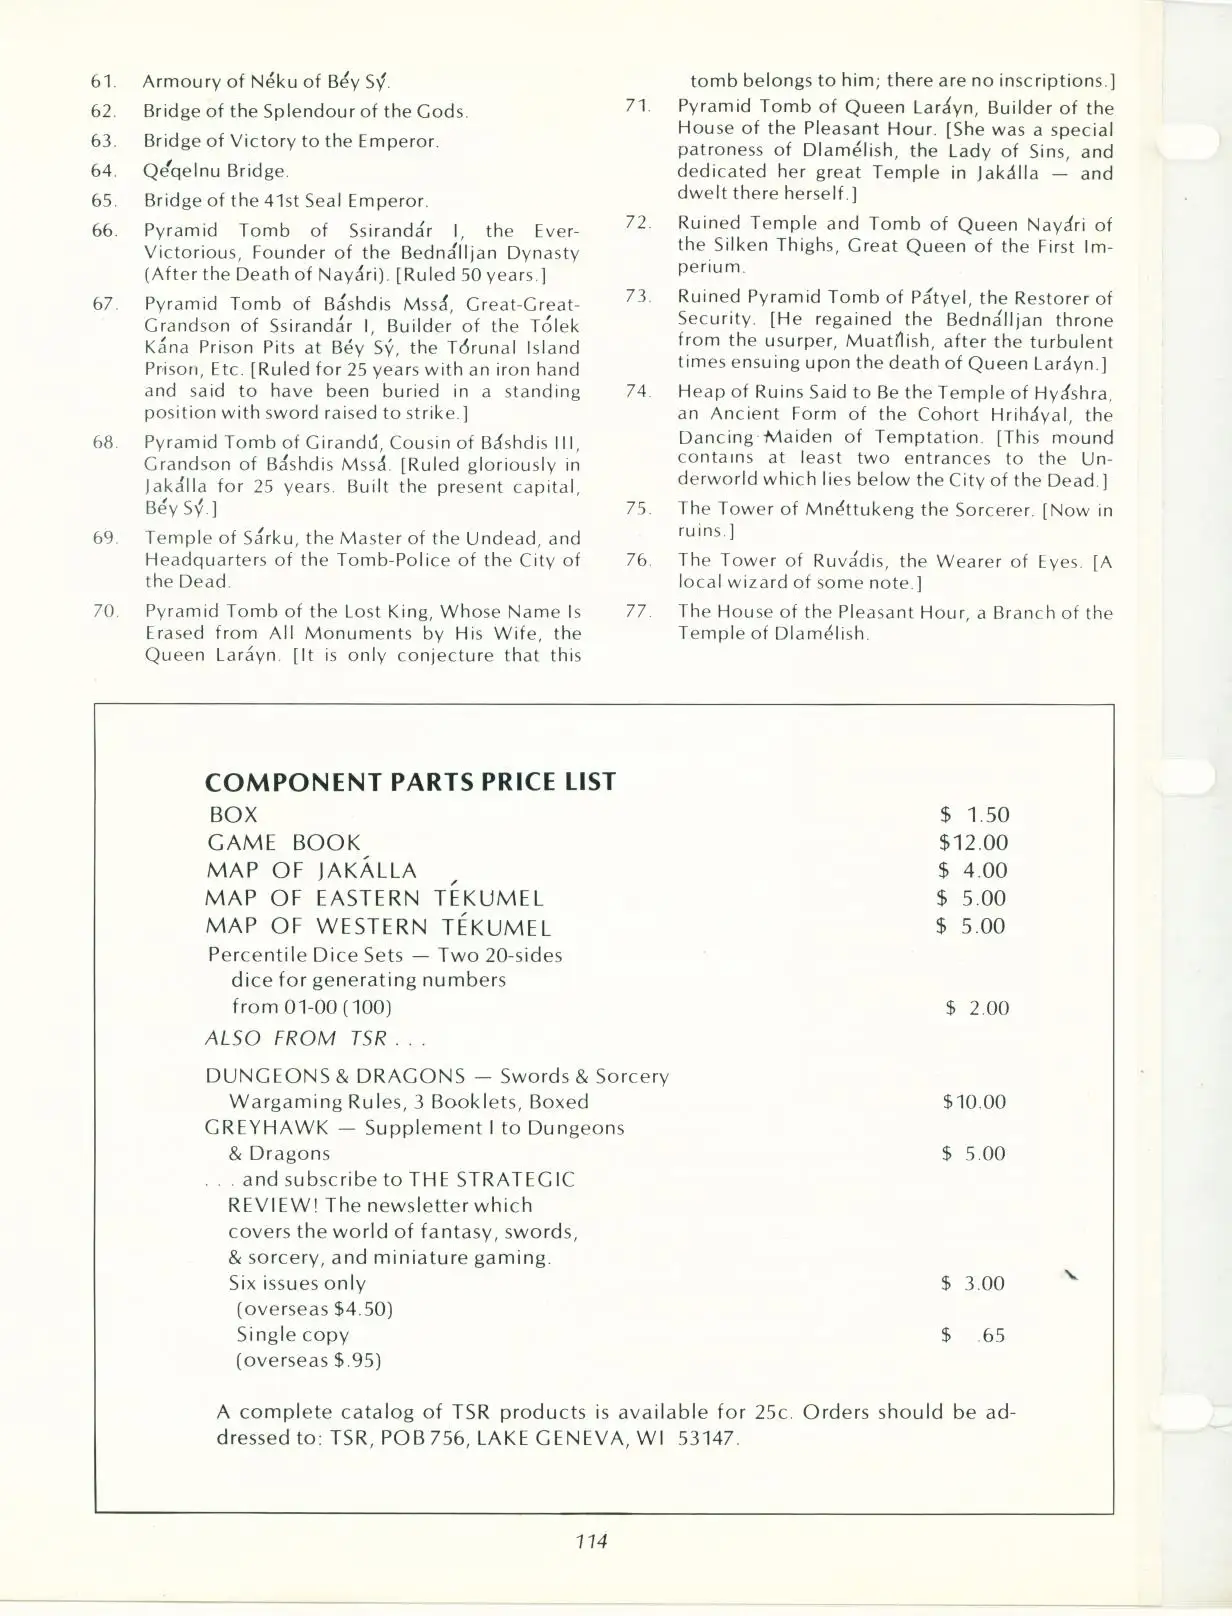 61. Armoury of Néku of Béy Sý.
62. Bridge of the Splendour of the Gods.
63. Bridge of Victory to the Emperor.
64. Qéqelnu Bridge.
65. Bridge of the 41st Seal Emperor.
66. Pyramid Tomb of Ssirandár I, the Ever-
Victorious, Founder of the Bednálljan Dynasty
(After the Death of Nayári). [Ruled 50 years.]
67. Pyramid Tomb of Báshdis Mssá, Great-Great-
Grandson of Ssirandár I, Builder of the Tólek
Kána Prison Pits at Béy Sý, the Tórunal Island
Prison, Etc. [Ruled for 25 years with an iron hand
and said to have been buried in a standing
position with sword raised to strike.]
68. Pyramid Tomb of Girandú, Cousin of Báshdis III,
Grandson of Báshdis Mssá. [Ruled gloriously in
Jakálla for 25 years. Built the present capital,
Béy Sý.]
69. Temple of Sárku, the Master of the Undead, and
Headquarters of the Tomb-Police of the City of
the Dead.
70. Pyramid Tomb of the Lost King, Whose Name Is
Erased from All Monuments by His Wife, the
Queen Laráyn. [It is only conjecture that this
tomb belongs to him; there are no inscriptions.]
71. Pyramid Tomb of Queen Laráyn, Builder of the
House of the Pleasant Hour. [She was a special
patroness of Dlamélish, the Lady of Sins, and
dedicated her great Temple in Jakálla — and
dwelt there herself.]
72. Ruined Temple and Tomb of Queen Nayári of
the Silken Thighs, Great Queen of the First Im-
perium.
73. Ruined Pyramid Tomb of Pátyel, the Restorer of
Security. [He regained the Bednálljan throne
from the usurper, Muatlísh, after the turbulent
times ensuing upon the death of Queen Laráyn.]
74. Heap of Ruins Said to Be the Temple of Hyáshra,
an Ancient Form of the Cohort Hriháyal, the
Dancing Maiden of Temptation. [This mound
contains at least two entrances to the Un-
derworld which lies below the City of the Dead.]
75. The Tower of Mnéttukeng the Sorcerer. [Now in
ruins.]
76. The Tower of Ruvádis, the Wearer of Eyes. [A
local wizard of some note.]
77. The House of the Pleasant Hour, a Branch of the
Temple of Dlamélish.
COMPONENT PARTS PRICE LIST
BOX $ 1.50
GAME BOOK $12.00
MAP OF JAKÁLLA $ 4.00
MAP OF EASTERN TÉKUMEL $ 5.00
MAP OF WESTERN TÉKUMEL $ 5.00
Percentile Dice Sets — Two 20-sides
dice for generating numbers
from 01-00 (100) $ 2.00
ALSO FROM TSR . . .
DUNGEONS & DRAGONS — Swords & Sorcery
Wargaming Rules, 3 Booklets, Boxed $10.00
GREYHAWK — Supplement I to Dungeons
& Dragons $ 5.00
. . . and subscribe to THE STRATEGIC
REVIEW! The newsletter which
covers the world of fantasy, swords,
& sorcery, and miniature gaming.
Six issues only $ 3.00
(overseas $4.50)
Single copy $ .65
(overseas $.95)
A complete catalog of TSR products is available for 25c. Orders should be ad-
dressed to: TSR, POB 756, LAKE GENEVA, WI 53147.
114